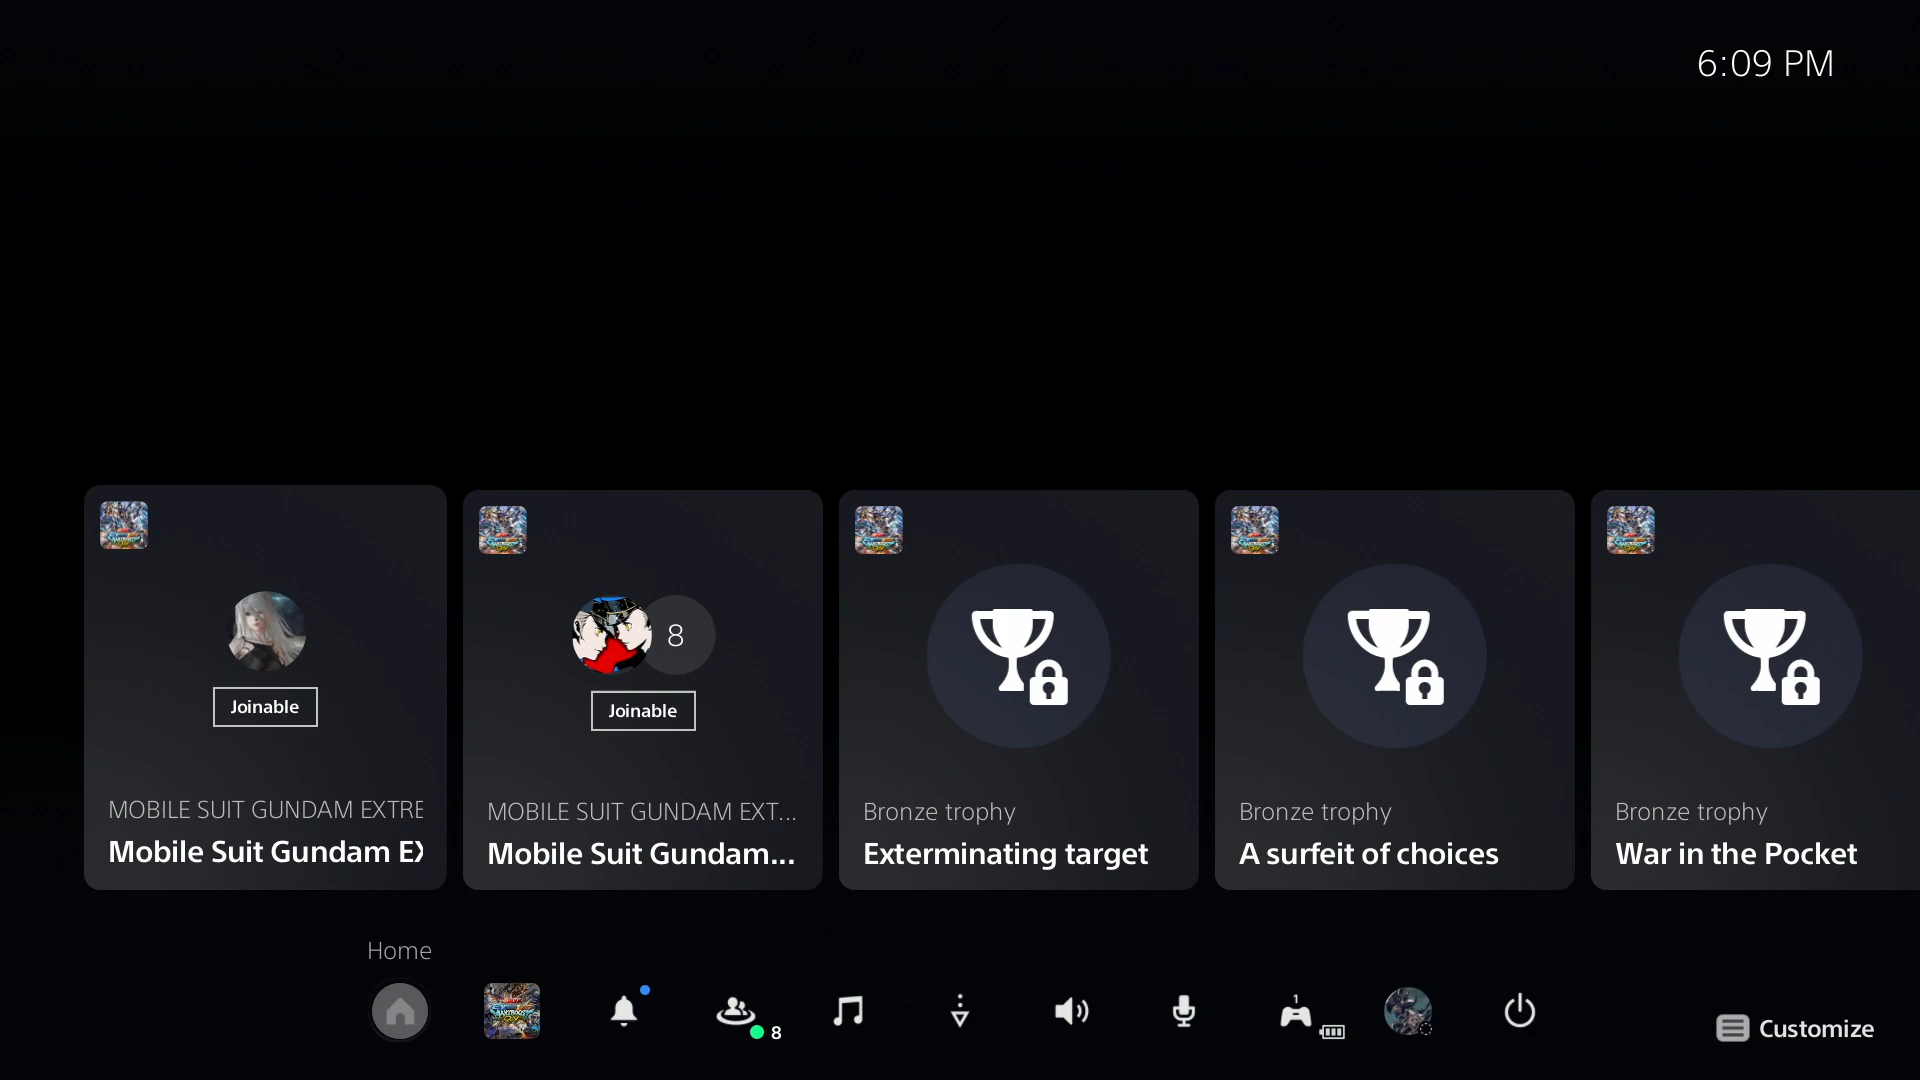 6:09 PM
Joinable
MOBILE SUIT GUNDAM EXTRE
Mobile Suit Gundam EX
8
Joinable
MOBILE SUIT GUNDAM EXT...
Mobile Suit Gundam...
Bronze trophy
Exterminating target
Bronze trophy
A surfeit of choices
Bronze trophy
War in the Pocket
Home
8
1
Customize